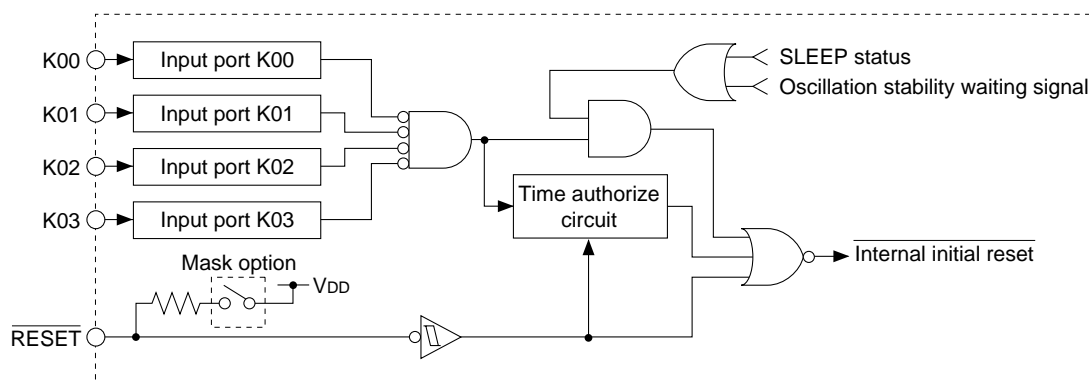 K00
Input port K00
K01
Input port K01
K02
Input port K02
K03
Input port K03
SLEEP status
Oscillation stability waiting signal
Time authorize
circuit
Internal initial reset
Mask option
VDD
RESET